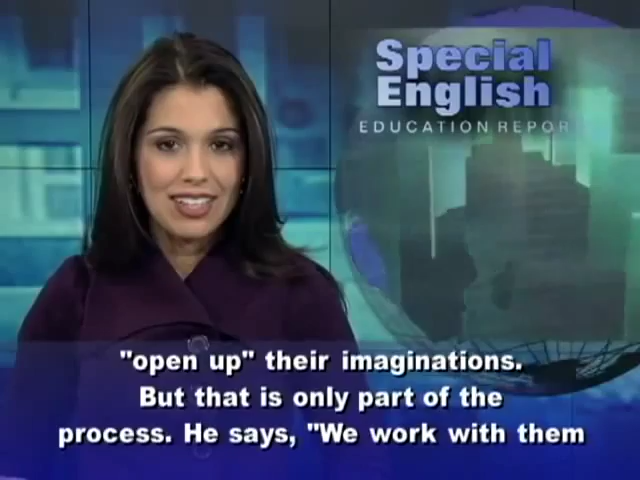 Special
English
EDUCATION REPORT
"open up" their imaginations.
But that is only part of the
process. He says, "We work with them